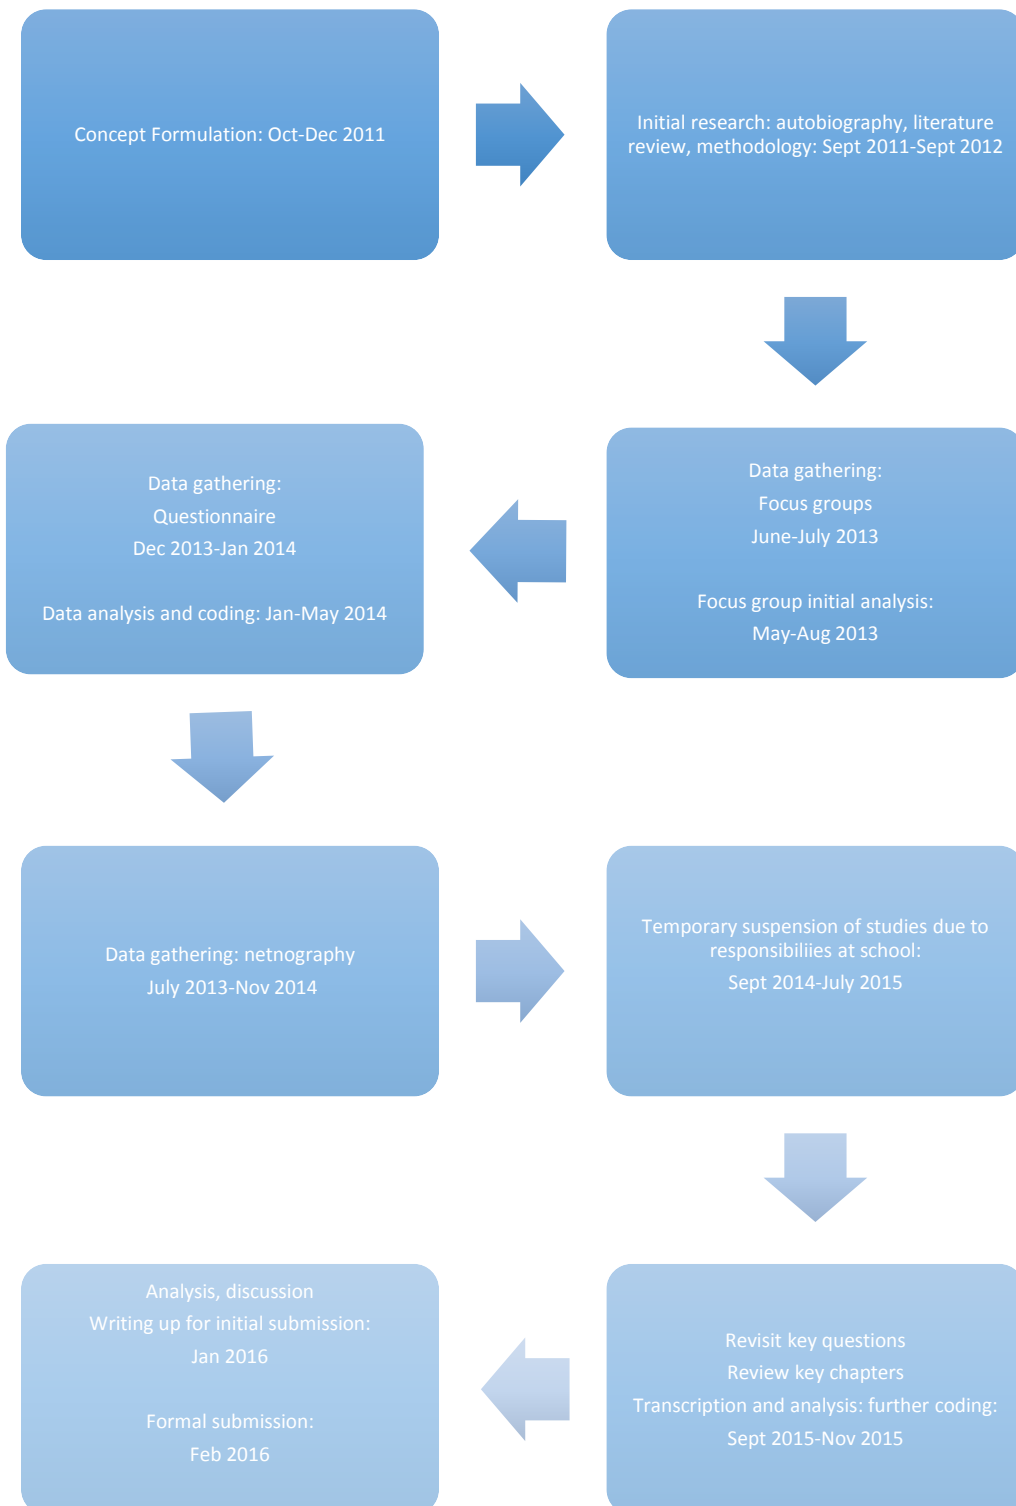 Concept Formulation: Oct-Dec 2011
Initial research: autobiography, literature
review, methodology: Sept 2011-Sept 2012
Data gathering:
Focus groups
June-July 2013
Focus group initial analysis:
May-Aug 2013
Data gathering:
Questionnaire
Dec 2013-Jan 2014
Data analysis and coding: Jan-May 2014
Data gathering: netnography
July 2013-Nov 2014
Temporary suspension of studies due to
responsibiliies at school:
Sept 2014-July 2015
Revisit key questions
Review key chapters
Transcription and analysis: further coding:
Sept 2015-Nov 2015
Analysis, discussion
Writing up for initial submission:
Jan 2016
Formal submission:
Feb 2016